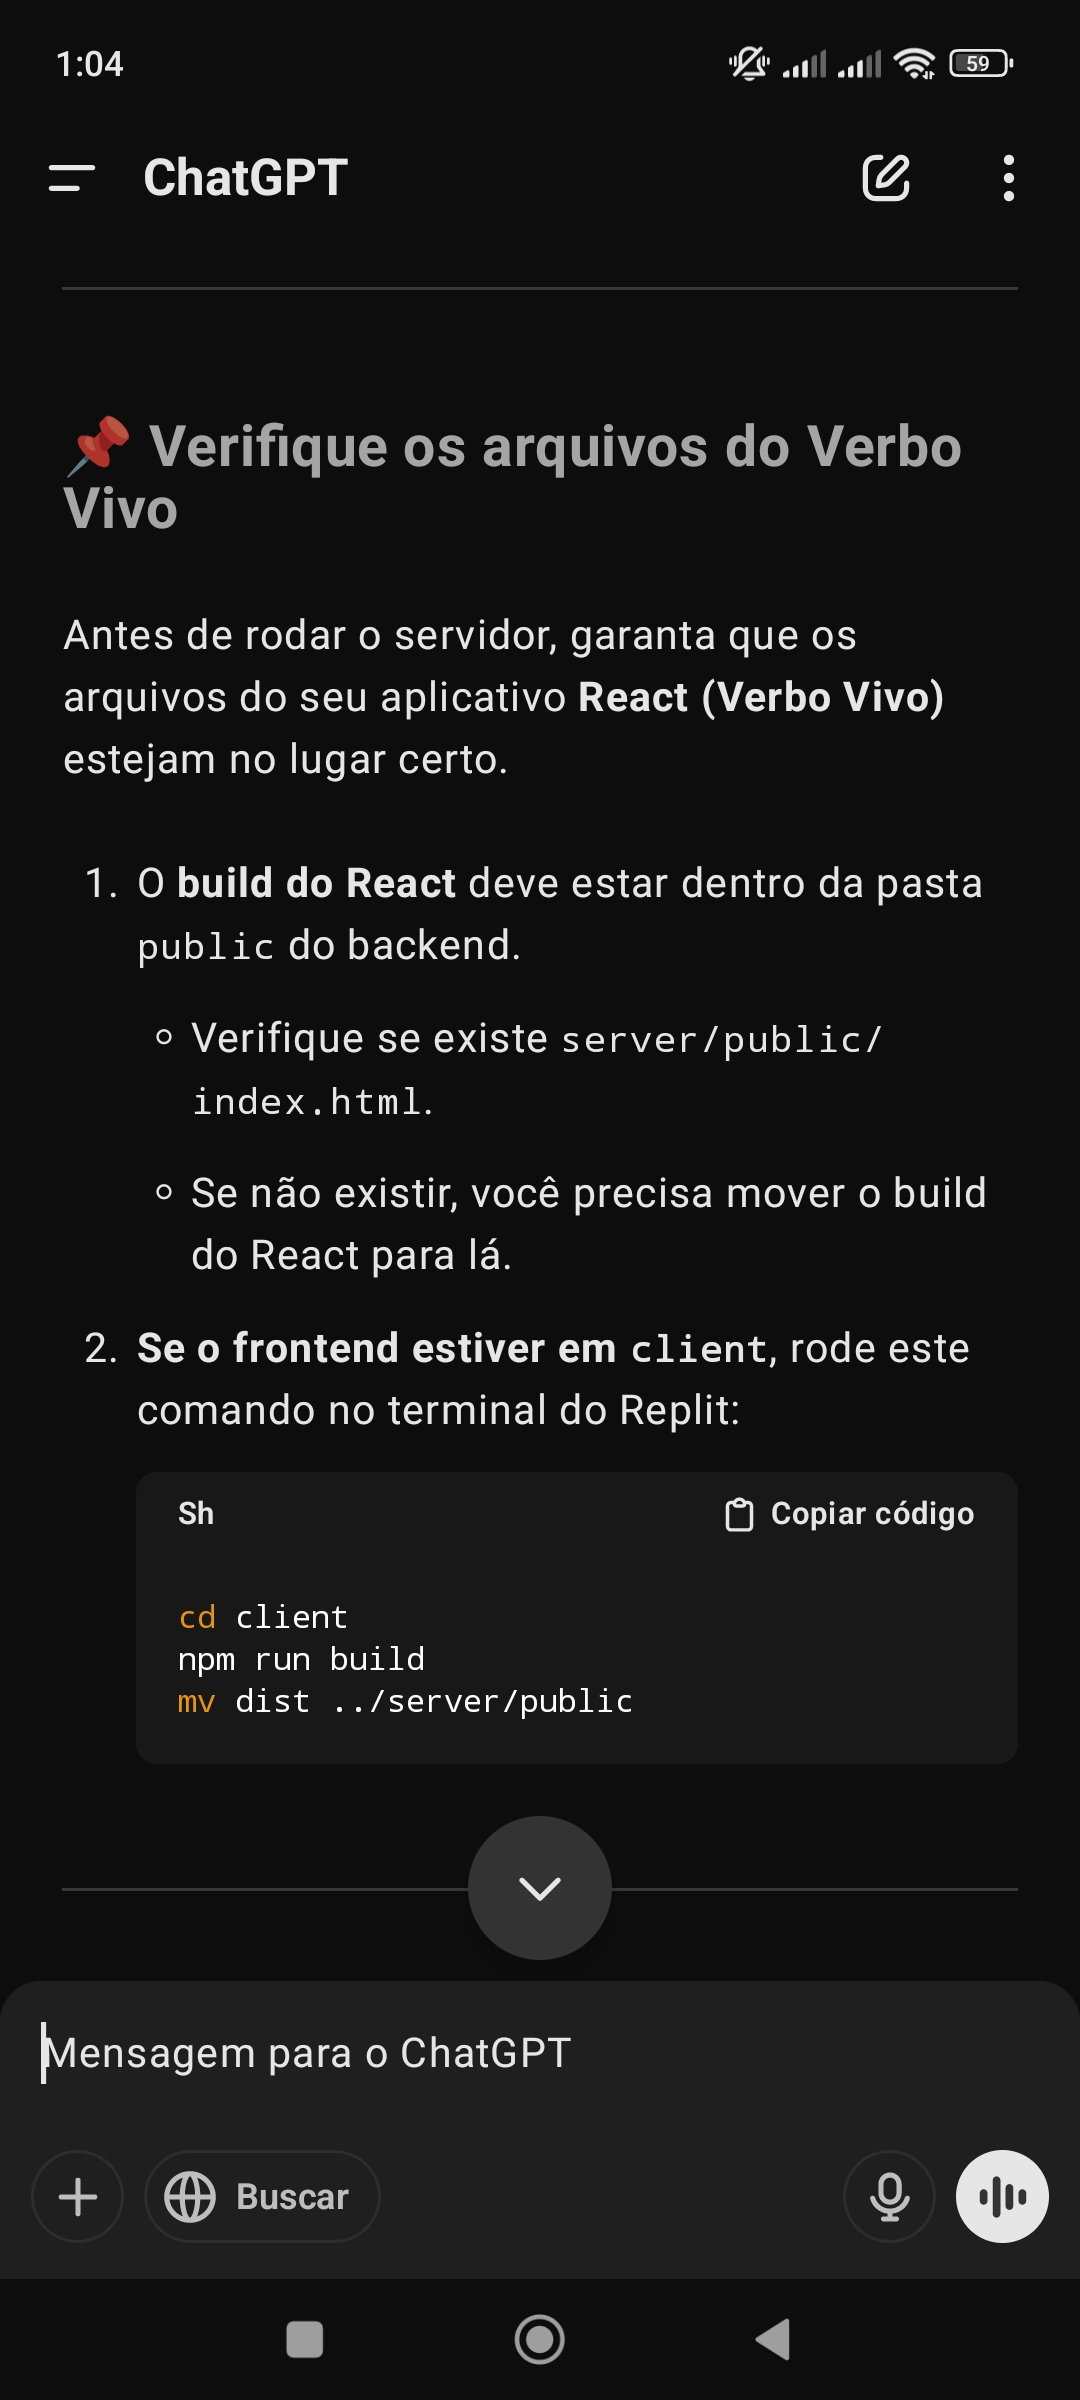 1:04
59
ChatGPT
📌 Verifique os arquivos do Verbo
Vivo
Antes de rodar o servidor, garanta que os
arquivos do seu aplicativo React (Verbo Vivo)
estejam no lugar certo.
1. O build do React deve estar dentro da pasta
public do backend.
Verifique se existe server/public/
index.html.
Se não existir, você precisa mover o build
do React para lá.
2. Se o frontend estiver em client, rode este
comando no terminal do Replit:
Sh Copiar código
cd client
npm run build
mv dist ../server/public
Mensagem para o ChatGPT
Buscar